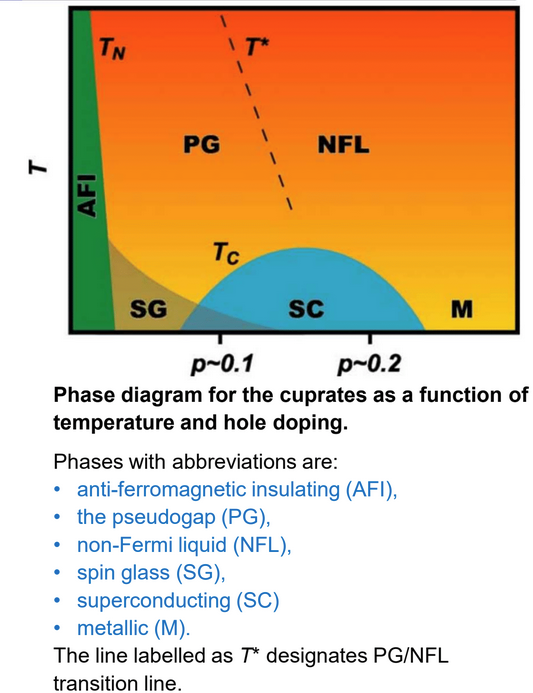 T_N
T*
PG
NFL
T
AFI
T_C
SG
SC
M
p~0.1
p~0.2
Phase diagram for the cuprates as a function of
temperature and hole doping.
Phases with abbreviations are:
• anti-ferromagnetic insulating (AFI),
• the pseudogap (PG),
• non-Fermi liquid (NFL),
• spin glass (SG),
• superconducting (SC)
• metallic (M).
The line labelled as T* designates PG/NFL
transition line.